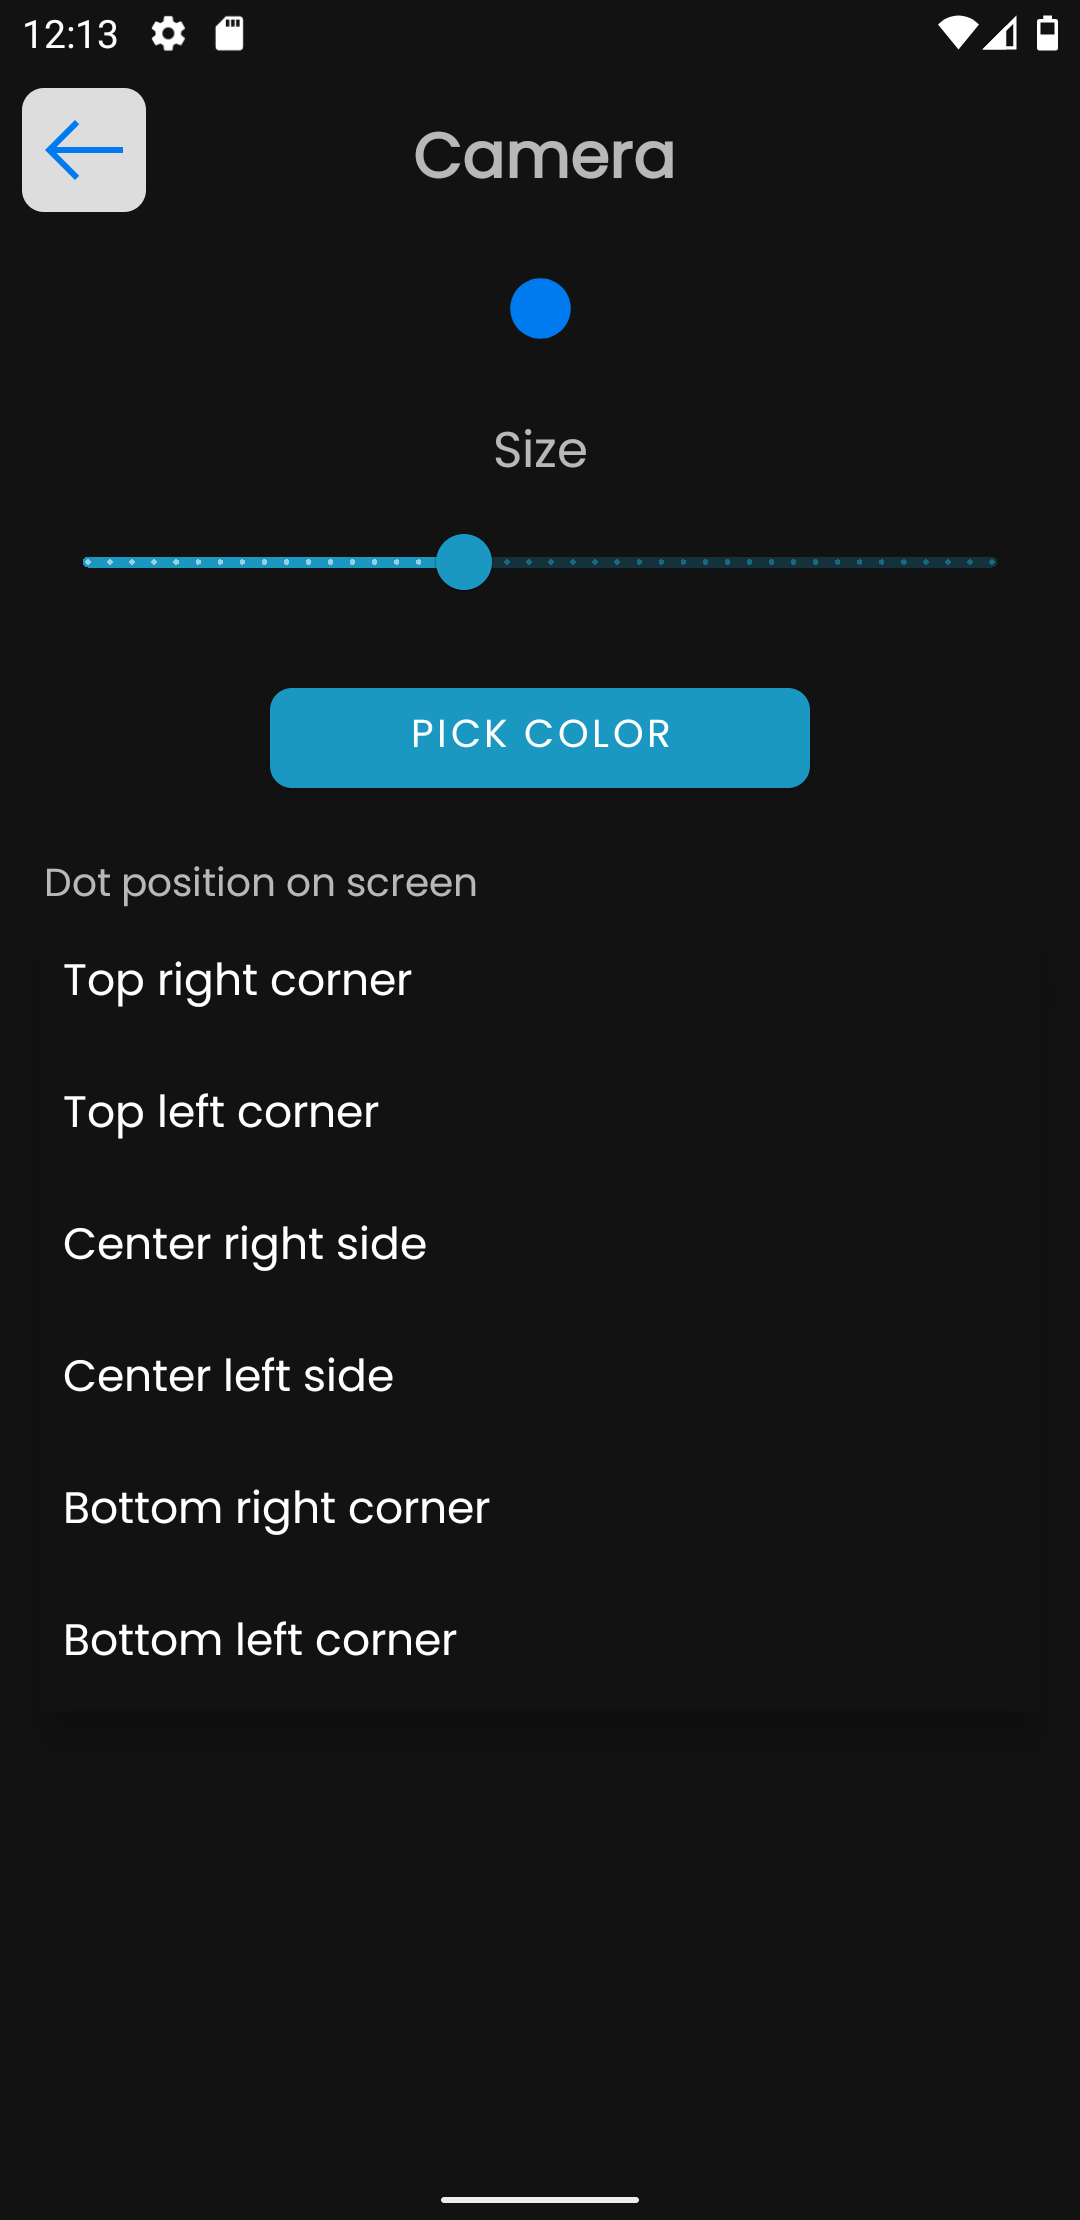 12:13
Camera
Size
PICK COLOR
Dot position on screen
Top right corner
Top left corner
Center right side
Center left side
Bottom right corner
Bottom left corner